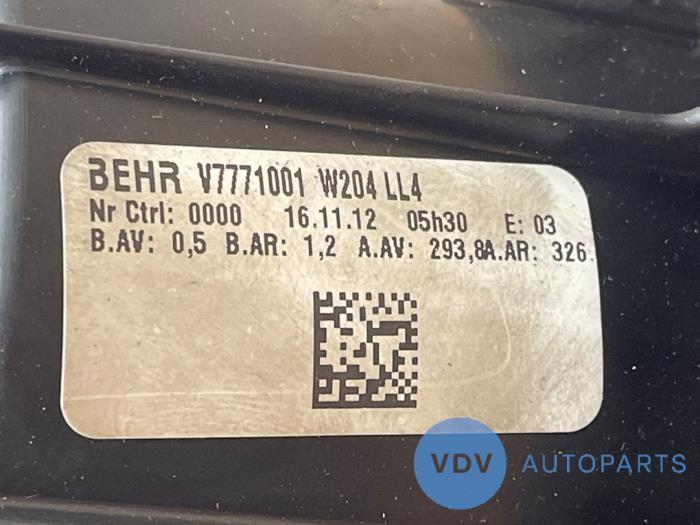 BEHR V7771001 W204 LL4
Nr Ctrl: 0000 16.11.12 05h30 E: 03
B.AV: 0,5 B.AR: 1,2 A.AV: 293,8A.AR: 326
VDV AUTOPARTS